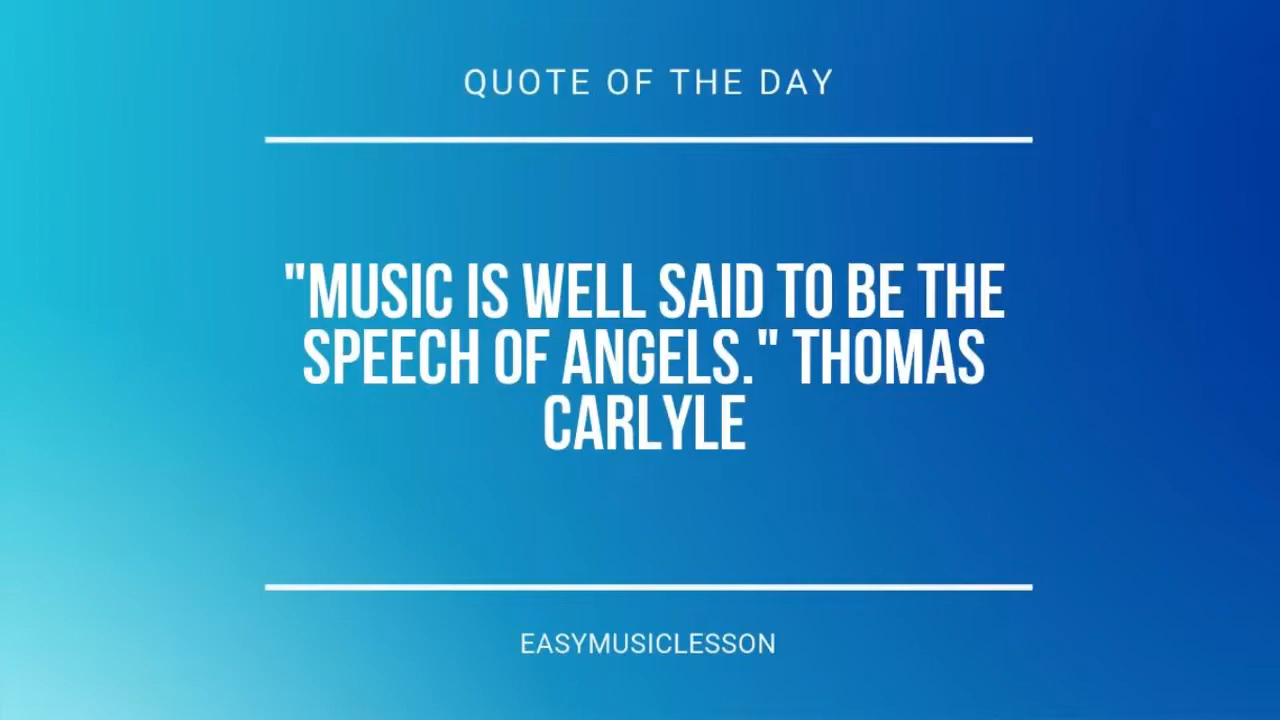 QUOTE OF THE DAY
"MUSIC IS WELL SAID TO BE THE
SPEECH OF ANGELS." THOMAS
CARLYLE
EASYMUSICLESSON